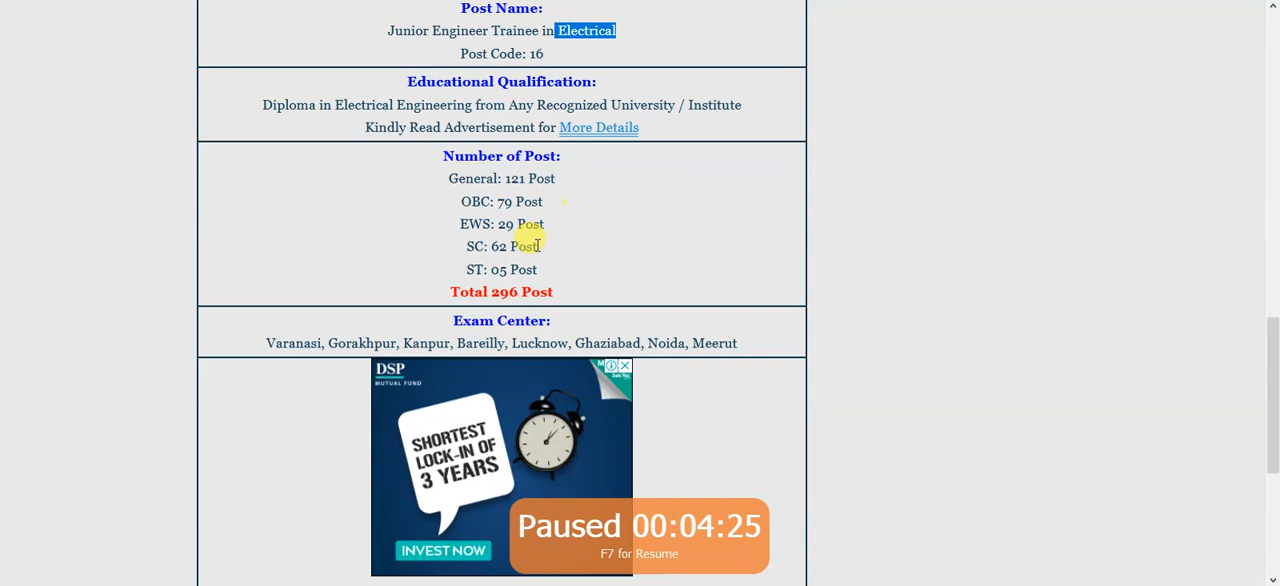 Post Name:
Junior Engineer Trainee in Electrical
Post Code: 16
Educational Qualification:
Diploma in Electrical Engineering from Any Recognized University / Institute
Kindly Read Advertisement for More Details
Number of Post:
General: 121 Post
OBC: 79 Post
EWS: 29 Post
SC: 62 Post
ST: 05 Post
Total 296 Post
Exam Center:
Varanasi, Gorakhpur, Kanpur, Bareilly, Lucknow, Ghaziabad, Noida, Meerut
DSP
MUTUAL FUND
SHORTEST
LOCK-IN OF
3 YEARS
INVEST NOW
Paused 00:04:25
F7 for Resume